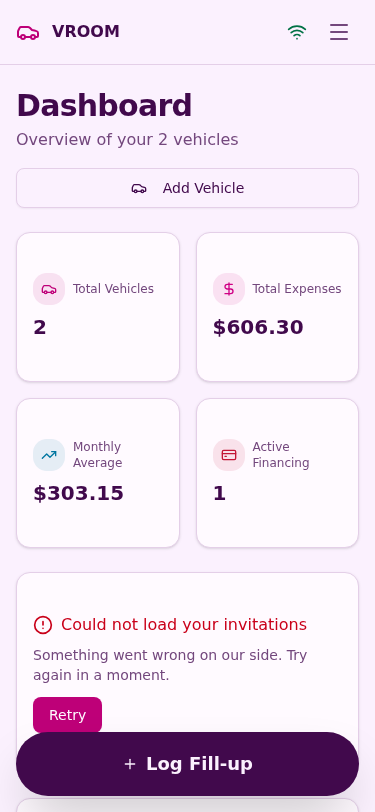 VROOM
Dashboard
Overview of your 2 vehicles
Add Vehicle
Total Vehicles
2
Total Expenses
$606.30
Monthly
Average
$303.15
Active
Financing
1
Could not load your invitations
Something went wrong on our side. Try
again in a moment.
Retry
+ Log Fill-up